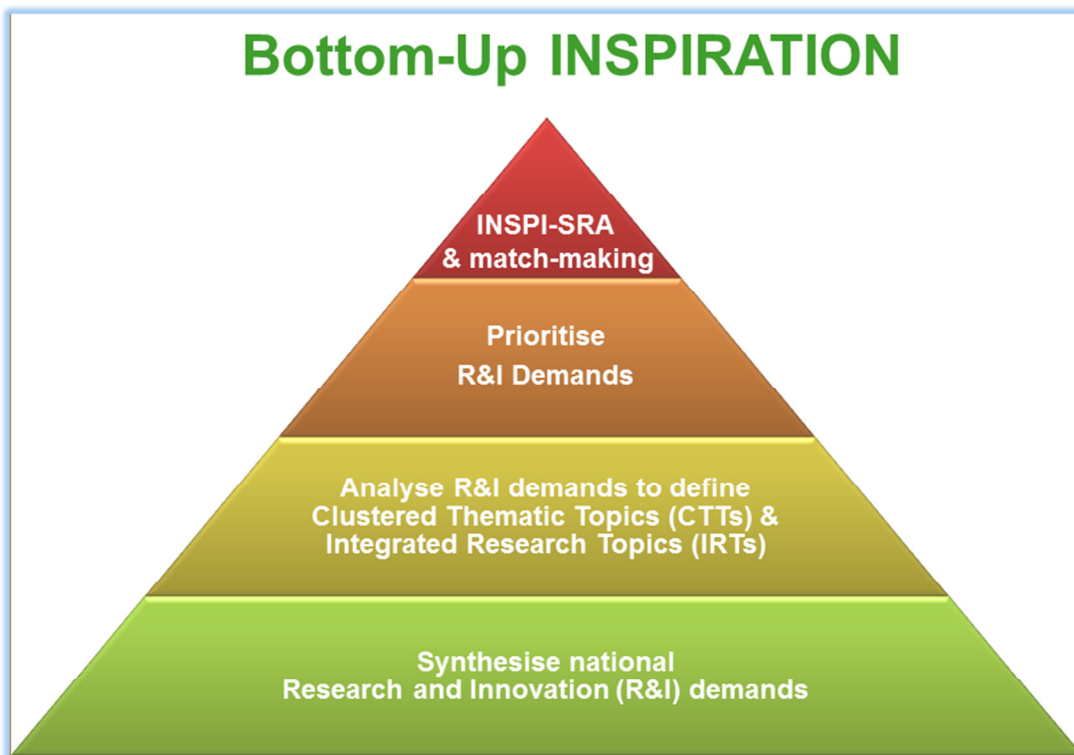 Bottom-Up INSPIRATION
INSPI-SRA
& match-making
Prioritise
R&I Demands
Analyse R&I demands to define
Clustered Thematic Topics (CTTs) &
Integrated Research Topics (IRTs)
Synthesise national
Research and Innovation (R&I) demands